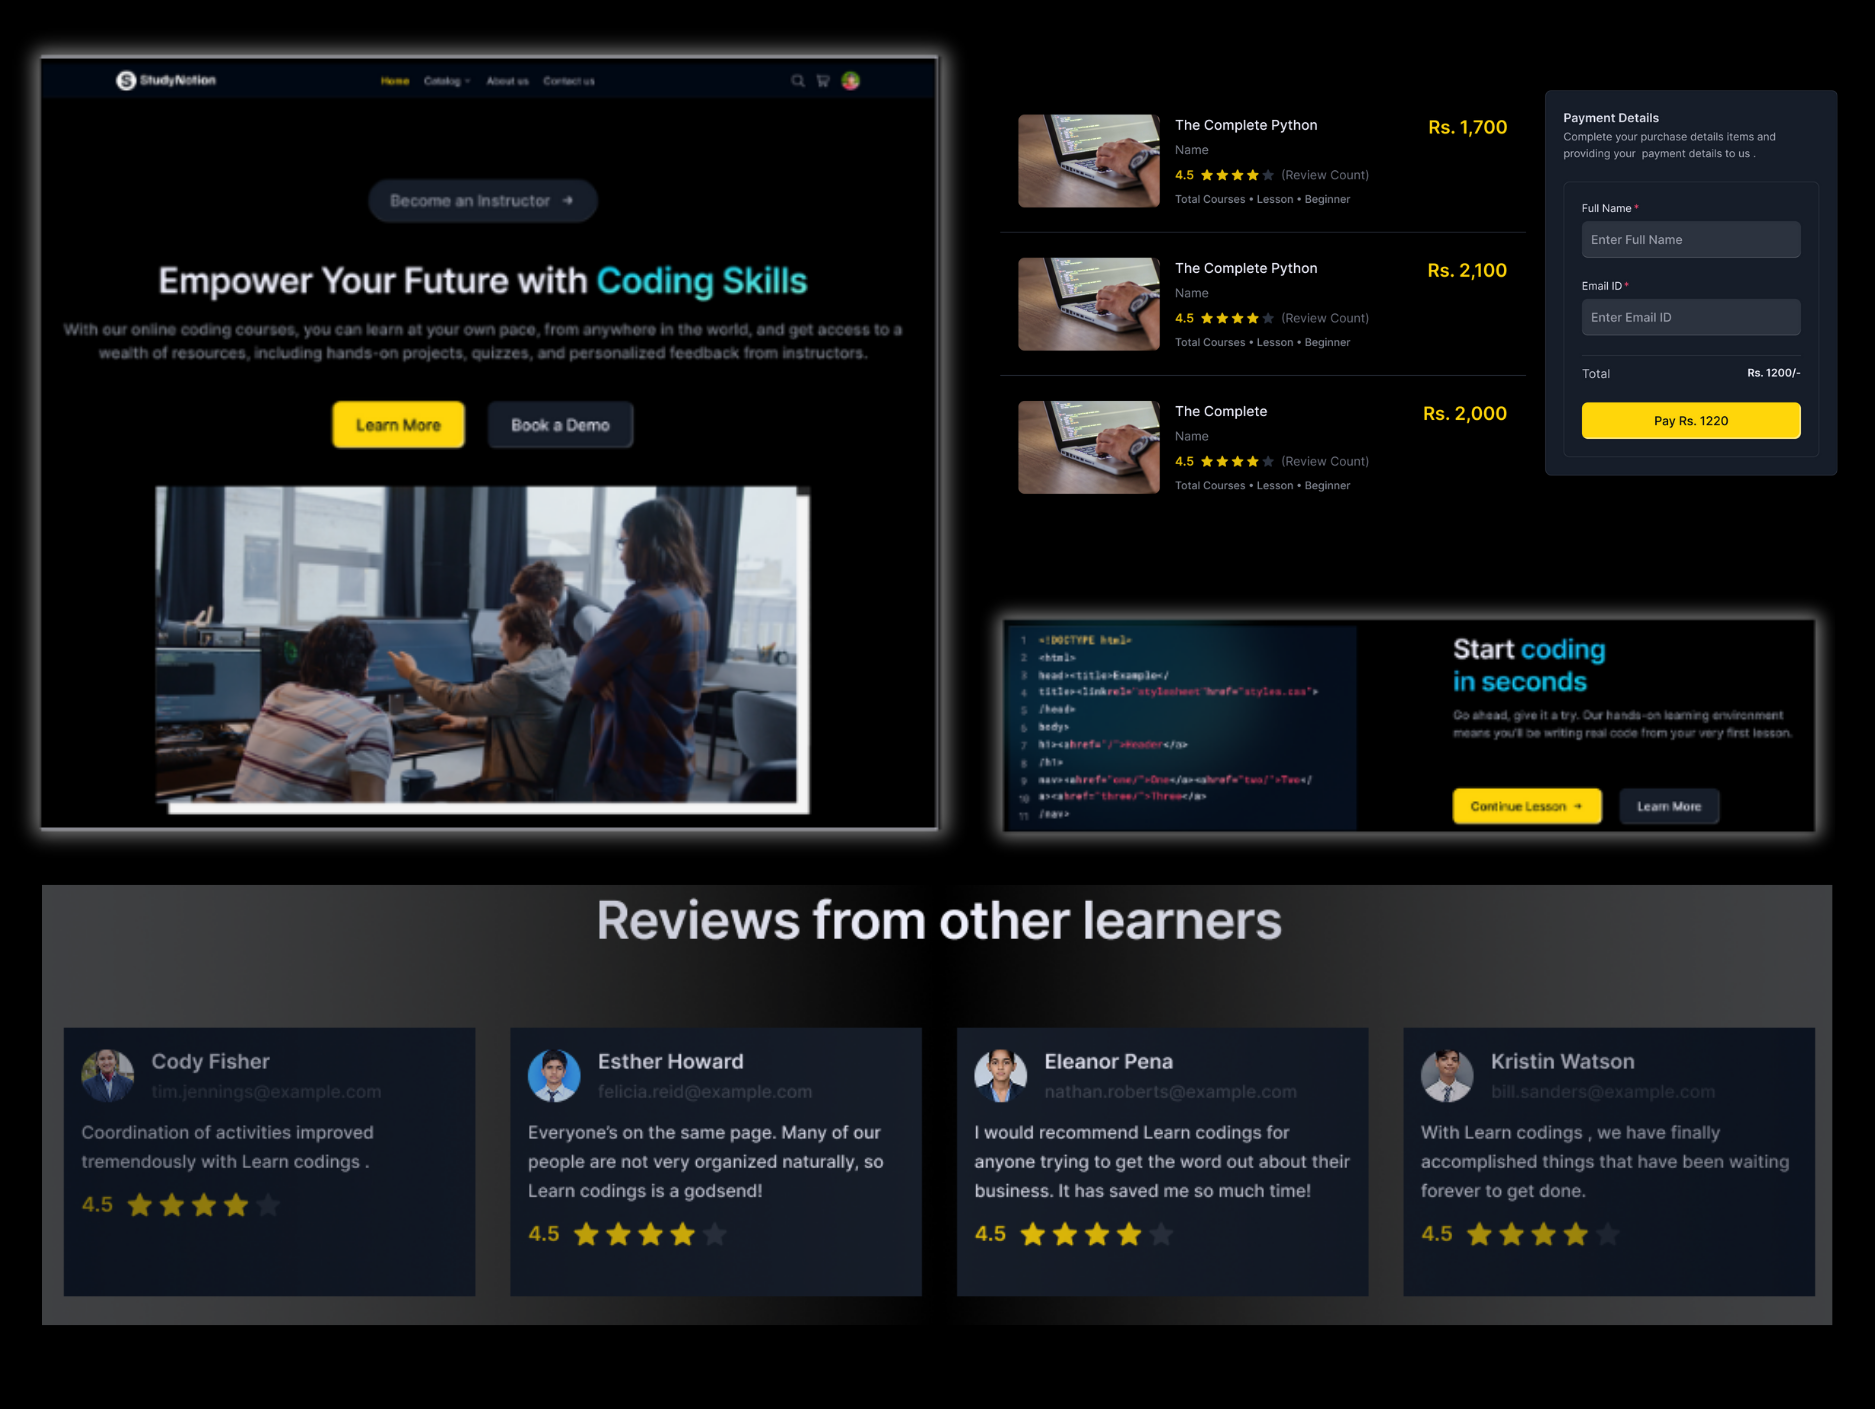 StudyNotion
Home Catalog About us Contact us
Become an Instructor →
Empower Your Future with Coding Skills
With our online coding courses, you can learn at your own pace, from anywhere in the world, and get access to a
wealth of resources, including hands-on projects, quizzes, and personalized feedback from instructors.
Learn More Book a Demo
The Complete Python Rs. 1,700
Name
4.5 (Review Count)
Total Courses • Lesson • Beginner
The Complete Python Rs. 2,100
Name
4.5 (Review Count)
Total Courses • Lesson • Beginner
The Complete Rs. 2,000
Name
4.5 (Review Count)
Total Courses • Lesson • Beginner
Payment Details
Complete your purchase details items and
providing your payment details to us .
Full Name *
Enter Full Name
Email ID *
Enter Email ID
Total Rs. 1200/-
Pay Rs. 1220
1 <!DOCTYPE html>
2 <html>
3 head><title>Example</
4 title><linkrel="stylesheet"href="styles.css">
5 /head>
6 body>
7 h1><ahref="/">Header</a>
8 /h1>
9 nav><ahref="one/">One</a><ahref="two/">Two</
10 a><ahref="three/">Three</a>
11 /nav>
Start coding
in seconds
Go ahead, give it a try. Our hands-on learning environment
means you'll be writing real code from your very first lesson.
Continue Lesson → Learn More
Reviews from other learners
Cody Fisher
tim.jennings@example.com
Coordination of activities improved
tremendously with Learn codings .
4.5
Esther Howard
felicia.reid@example.com
Everyone's on the same page. Many of our
people are not very organized naturally, so
Learn codings is a godsend!
4.5
Eleanor Pena
nathan.roberts@example.com
I would recommend Learn codings for
anyone trying to get the word out about their
business. It has saved me so much time!
4.5
Kristin Watson
bill.sanders@example.com
With Learn codings , we have finally
accomplished things that have been waiting
forever to get done.
4.5